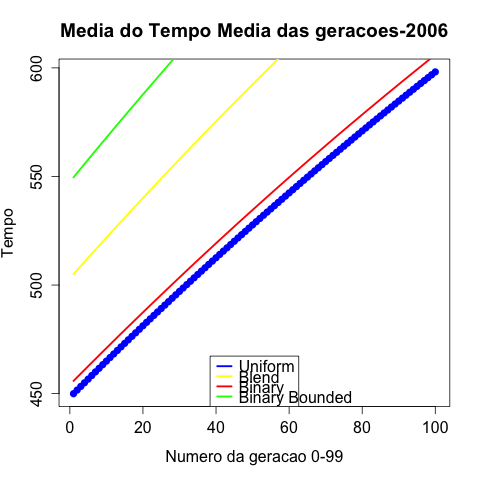 Media do Tempo Media das geracoes-2006
600
550
500
450
Tempo
Uniform
Blend
Binary
Binary Bounded
0 20 40 60 80 100
Numero da geracao 0-99